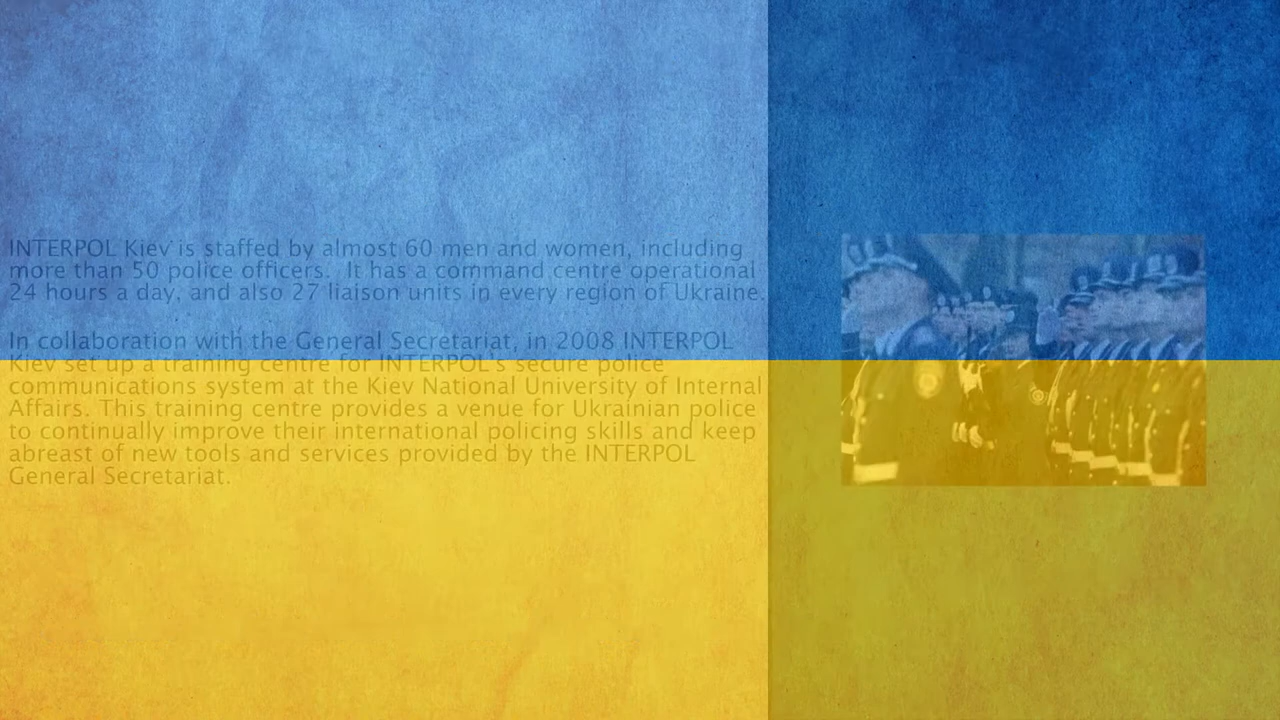 INTERPOL Kiev is staffed by almost 60 men and women, including
more than 50 police officers.  It has a command centre operational
24 hours a day, and also 27 liaison units in every region of Ukraine.
In collaboration with the General Secretariat, in 2008 INTERPOL
Kiev set up a training centre for INTERPOL's secure police
communications system at the Kiev National University of Internal
Affairs. This training centre provides a venue for Ukrainian police
to continually improve their international policing skills and keep
abreast of new tools and services provided by the INTERPOL
General Secretariat.